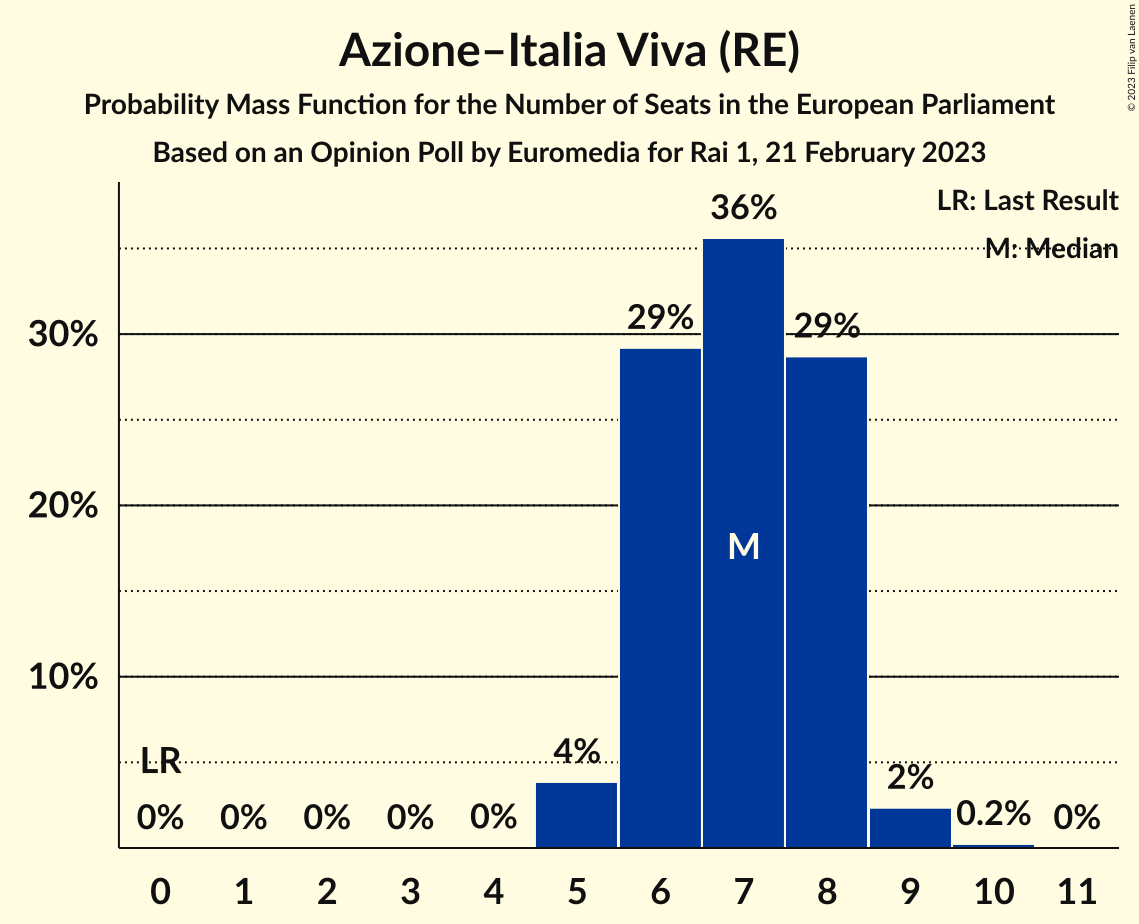 Azione–Italia Viva (RE)
Probability Mass Function for the Number of Seats in the European Parliament
Based on an Opinion Poll by Euromedia for Rai 1, 21 February 2023
© 2023 Filip van Laenen
LR: Last Result
M: Median
36%
29%
29%
30%
20%
M
10%
LR
4%
2%
0%
0%
0%
0%
0%
0.2%
0%
0 1 2 3 4 5 6 7 8 9 10 11